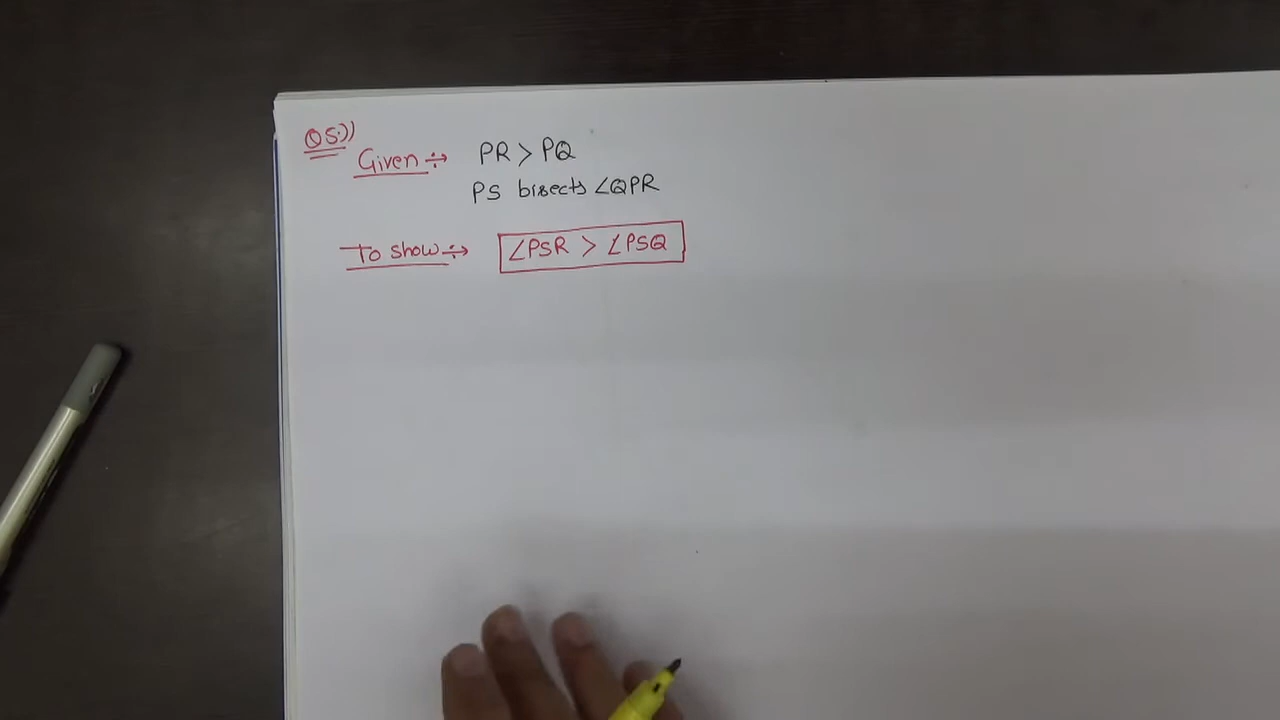 Q5.))
Given ÷ PR > PQ
PS bisects ∠QPR
To show ÷ ∠PSR > ∠PSQ